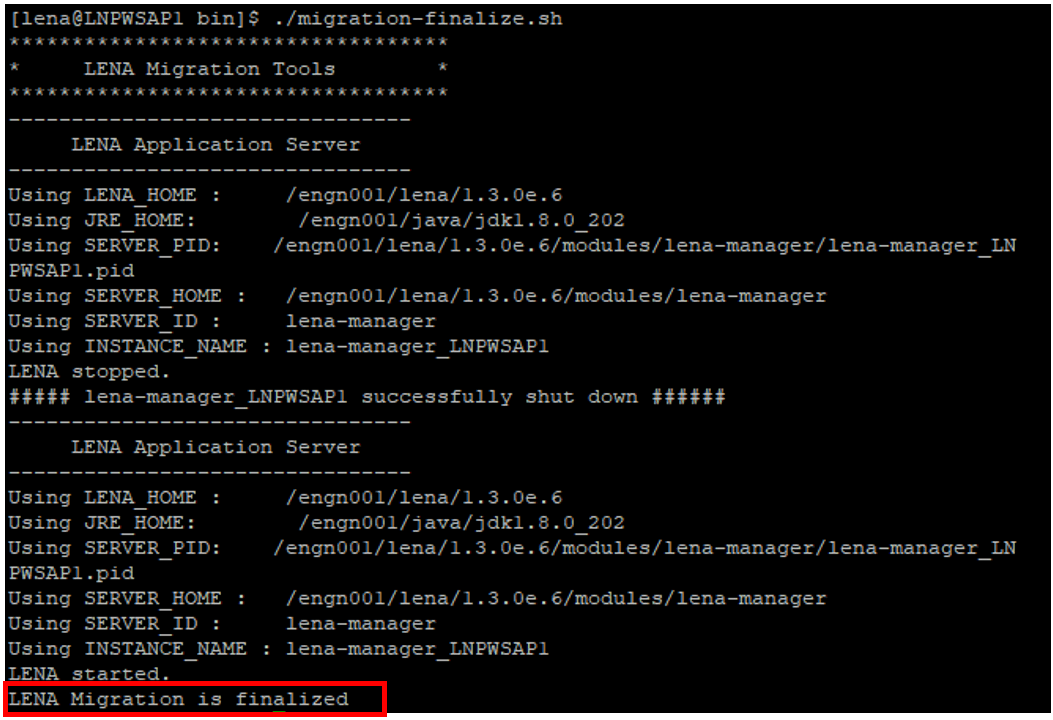 [lena@LNPWSAP1 bin]$ ./migration-finalize.sh
***********************************
*     LENA Migration Tools        *
***********************************
--------------------------------
     LENA Application Server
--------------------------------
Using LENA_HOME :     /engn001/lena/1.3.0e.6
Using JRE_HOME:        /engn001/java/jdk1.8.0_202
Using SERVER_PID:    /engn001/lena/1.3.0e.6/modules/lena-manager/lena-manager_LN
PWSAP1.pid
Using SERVER_HOME :   /engn001/lena/1.3.0e.6/modules/lena-manager
Using SERVER_ID :     lena-manager
Using INSTANCE_NAME : lena-manager_LNPWSAP1
LENA stopped.
##### lena-manager_LNPWSAP1 successfully shut down ######
--------------------------------
     LENA Application Server
--------------------------------
Using LENA_HOME :     /engn001/lena/1.3.0e.6
Using JRE_HOME:        /engn001/java/jdk1.8.0_202
Using SERVER_PID:    /engn001/lena/1.3.0e.6/modules/lena-manager/lena-manager_LN
PWSAP1.pid
Using SERVER_HOME :   /engn001/lena/1.3.0e.6/modules/lena-manager
Using SERVER_ID :     lena-manager
Using INSTANCE_NAME : lena-manager_LNPWSAP1
LENA started.
LENA Migration is finalized